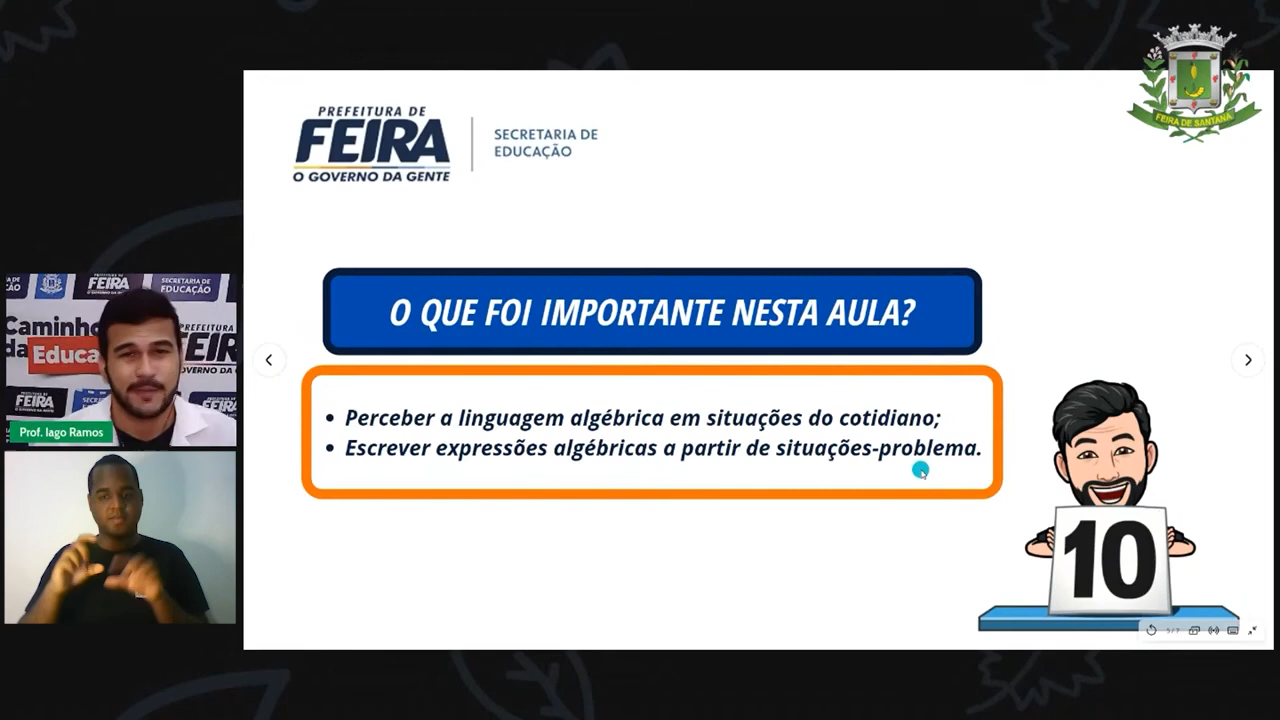 FEIRA DE SANTANA
PREFEITURA DE
FEIRA
O GOVERNO DA GENTE
SECRETARIA DE
EDUCAÇÃO
O QUE FOI IMPORTANTE NESTA AULA?
• Perceber a linguagem algébrica em situações do cotidiano;
• Escrever expressões algébricas a partir de situações-problema.
10
PREFEITURA DE
FEIRA
SECRETARIA DE
EDUCAÇÃO
Caminho
da Educa
FEIRA
Prof. Iago Ramos